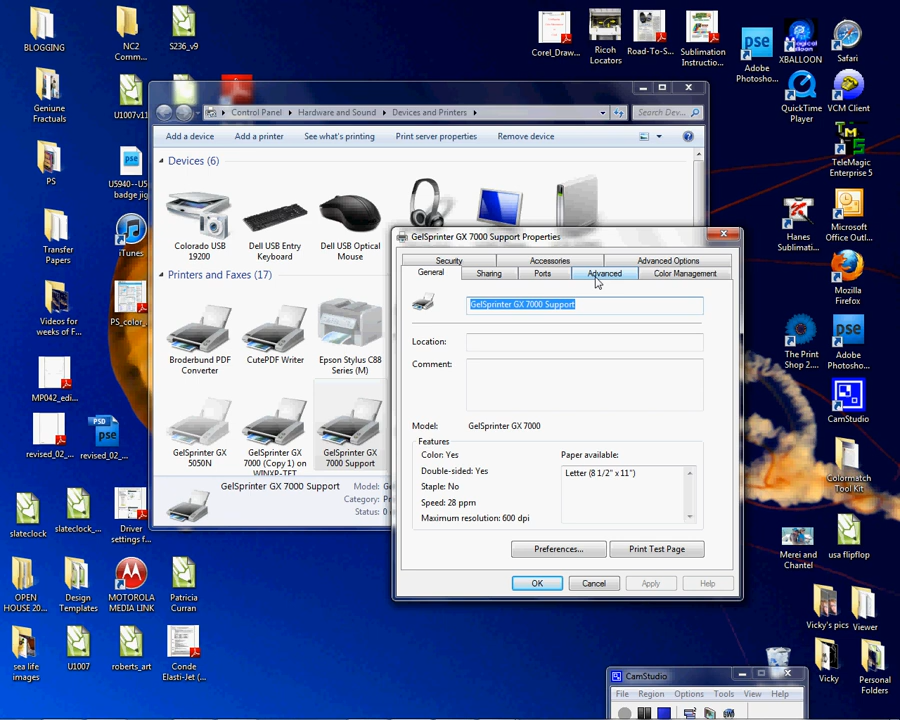 BLOGGING
NC2
Comm...
S236_v9
Corel_Draw...
Ricoh
Locators
Road-To-S...
Sublimation
Instructio...
Adobe
Photosho...
XBALLOON
Safari
Geniune
Fractuals
U1007v11
QuickTime
Player
VCM Client
TeleMagic
Enterprise 5
PS
U5940--U5
badge jig
Transfer
Papers
iTunes
Hanes
Sublimati...
Microsoft
Office Outl...
Mozilla
Firefox
Videos for
weeks of F...
PS_color_
The Print
Shop 2...
Adobe
Photosho...
MP042_edi...
CamStudio
revised_02_...
revised_02_...
Colormatch
Tool Kit
slateclock
slateclock_...
Driver
settings f...
Merei and
Chantel
usa flipflop
OPEN
HOUSE 20...
Design
Templates
MOTOROLA
MEDIA LINK
Patricia
Curran
Vicky's pics
Viewer
sea life
images
U1007
roberts_art
Conde
Elasti-Jet (...
Vicky
Personal
Folders
Control Panel
Hardware and Sound
Devices and Printers
Search Dev...
Add a device
Add a printer
See what's printing
Print server properties
Remove device
Devices (6)
Colorado USB
19200
Dell USB Entry
Keyboard
Dell USB Optical
Mouse
Printers and Faxes (17)
Broderbund PDF
Converter
CutePDF Writer
Epson Stylus C88
Series (M)
GelSprinter GX
5050N
GelSprinter GX
7000 (Copy 1) on
WINXP-TFT
GelSprinter GX
7000 Support
GelSprinter GX 7000 Support
Model: G
Category: P
Status: 0
GelSprinter GX 7000 Support Properties
Security
Accessories
Advanced Options
General
Sharing
Ports
Advanced
Color Management
GelSprinter GX 7000 Support
Location:
Comment:
Model:
GelSprinter GX 7000
Features
Color: Yes
Paper available:
Double-sided: Yes
Letter (8 1/2" x 11")
Staple: No
Speed: 28 ppm
Maximum resolution: 600 dpi
Preferences...
Print Test Page
OK
Cancel
Apply
Help
CamStudio
File
Region
Options
Tools
View
Help